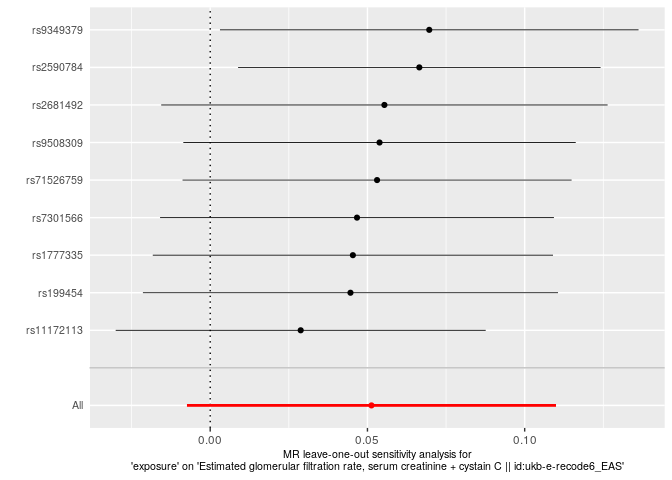 rs9349379
rs2590784
rs2681492
rs9508309
rs71526759
rs7301566
rs1777335
rs199454
rs11172113
All
0.00 0.05 0.10
MR leave-one-out sensitivity analysis for
'exposure' on 'Estimated glomerular filtration rate, serum creatinine + cystain C || id:ukb-e-recode6_EAS'